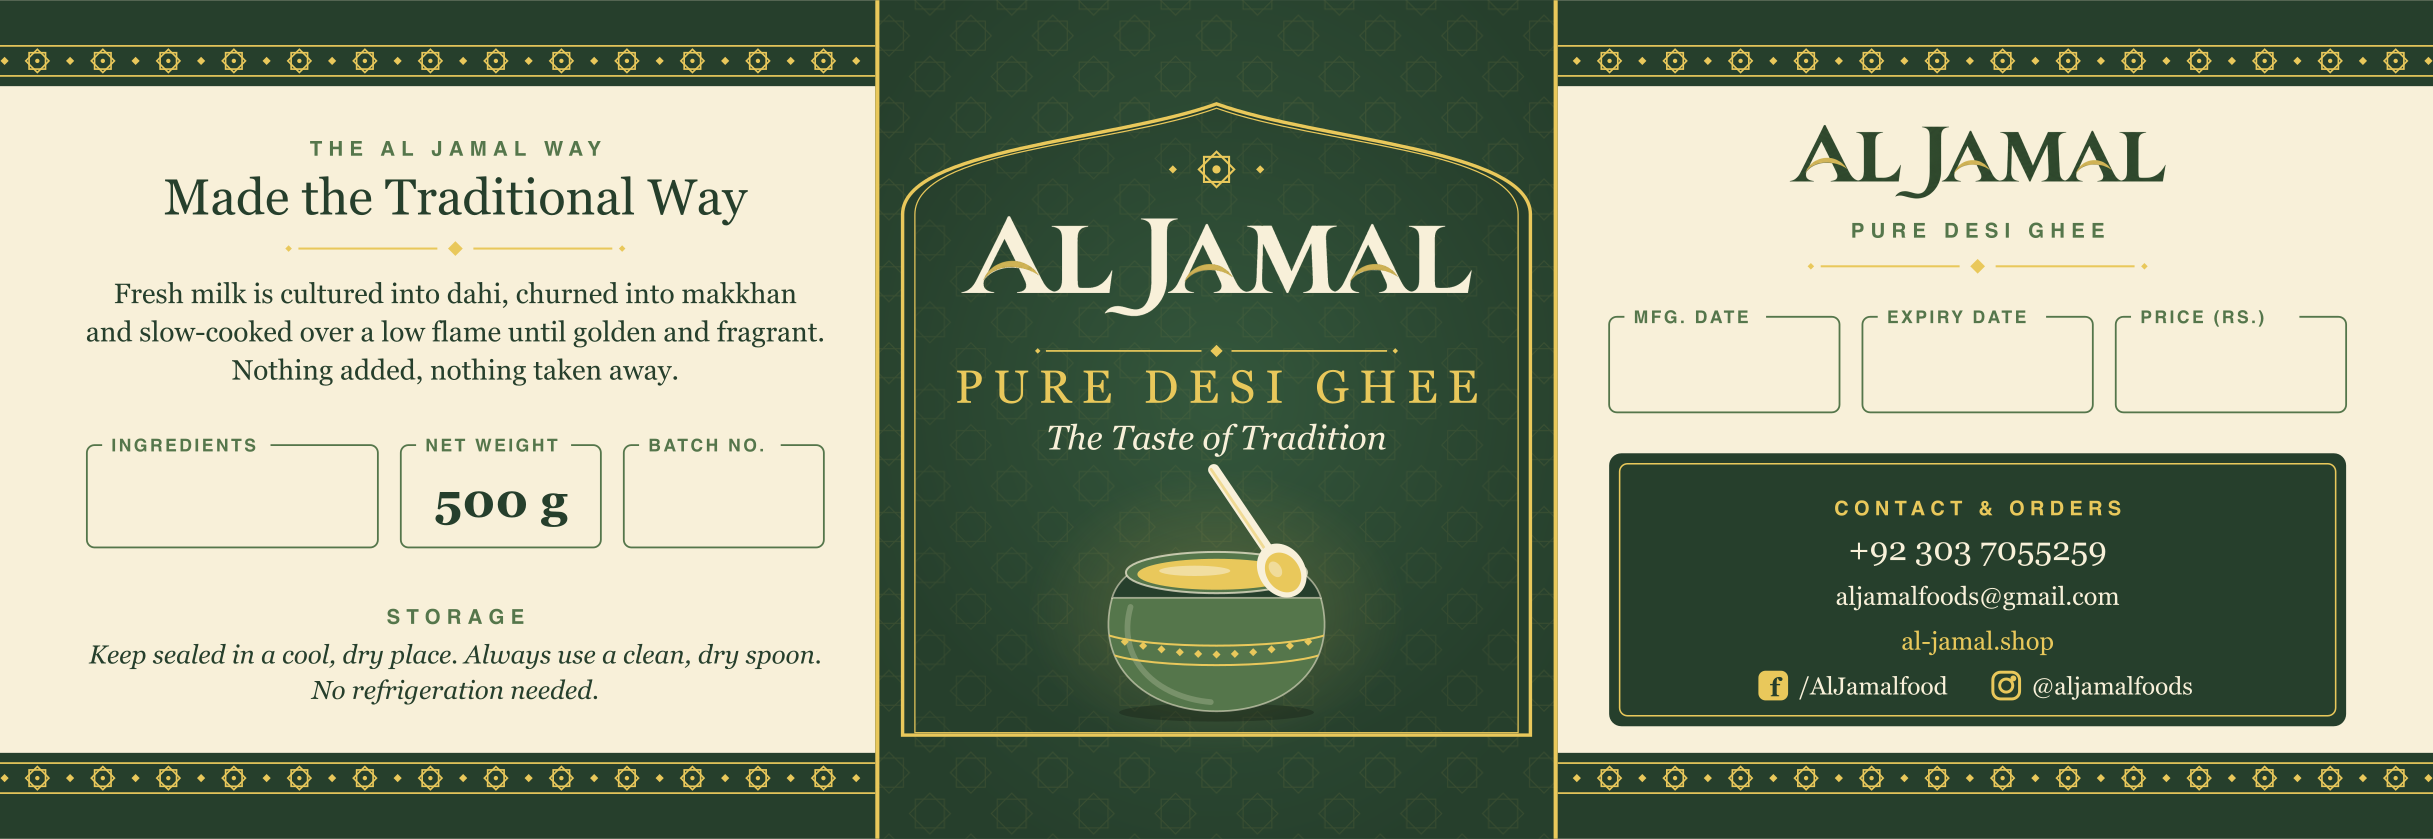 THE AL JAMAL WAY
Made the Traditional Way
Fresh milk is cultured into dahi, churned into makkhan
and slow-cooked over a low flame until golden and fragrant.
Nothing added, nothing taken away.
INGREDIENTS
NET WEIGHT
500 g
BATCH NO.
STORAGE
Keep sealed in a cool, dry place. Always use a clean, dry spoon.
No refrigeration needed.
AL JAMAL
PURE DESI GHEE
The Taste of Tradition
AL JAMAL
PURE DESI GHEE
MFG. DATE
EXPIRY DATE
PRICE (RS.)
CONTACT & ORDERS
+92 303 7055259
aljamalfoods@gmail.com
al-jamal.shop
f /AlJamalfood
@aljamalfoods